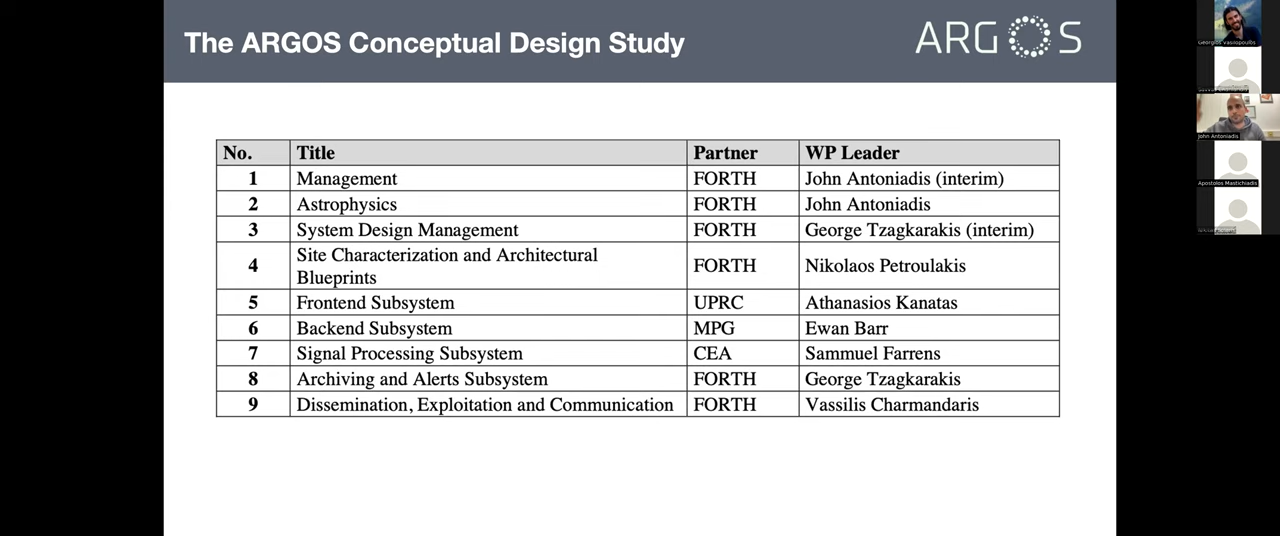 The ARGOS Conceptual Design Study
ARGOS
No. Title Partner WP Leader
1 Management FORTH John Antoniadis (interim)
2 Astrophysics FORTH John Antoniadis
3 System Design Management FORTH George Tzagkarakis (interim)
4 Site Characterization and Architectural Blueprints FORTH Nikolaos Petroulakis
5 Frontend Subsystem UPRC Athanasios Kanatas
6 Backend Subsystem MPG Ewan Barr
7 Signal Processing Subsystem CEA Sammuel Farrens
8 Archiving and Alerts Subsystem FORTH George Tzagkarakis
9 Dissemination, Exploitation and Communication FORTH Vassilis Charmandaris
Georgios Vasilopoulos
John Antoniadis
Apostolos Mastichiadis